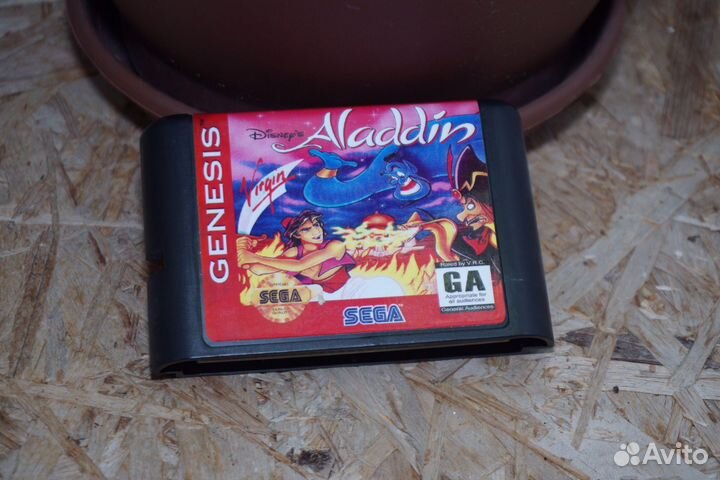 GENESIS
Disney's
Aladdin
Virgin
Rated by V.R.C.
GA
Appropriate for
all audiences
General Audiences
SEGA
SEGA
Avito